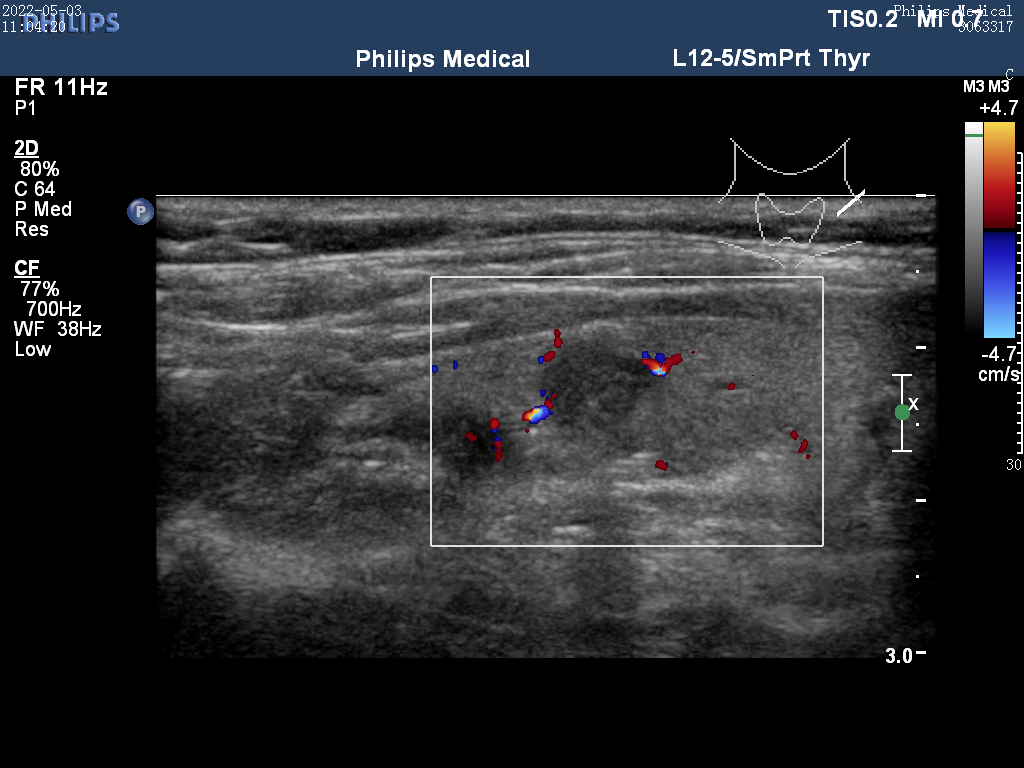 2022-05-03
11:04:20
PHILIPS
Philips Medical
TIS0.2 MI 0.7
Philips Medical
3063317
L12-5/SmPrt Thyr
C
FR 11Hz
P1
2D
80%
C 64
P Med
Res
CF
77%
700Hz
WF 38Hz
Low
P
M3 M3
+4.7
-4.7
cm/s
X
30
3.0